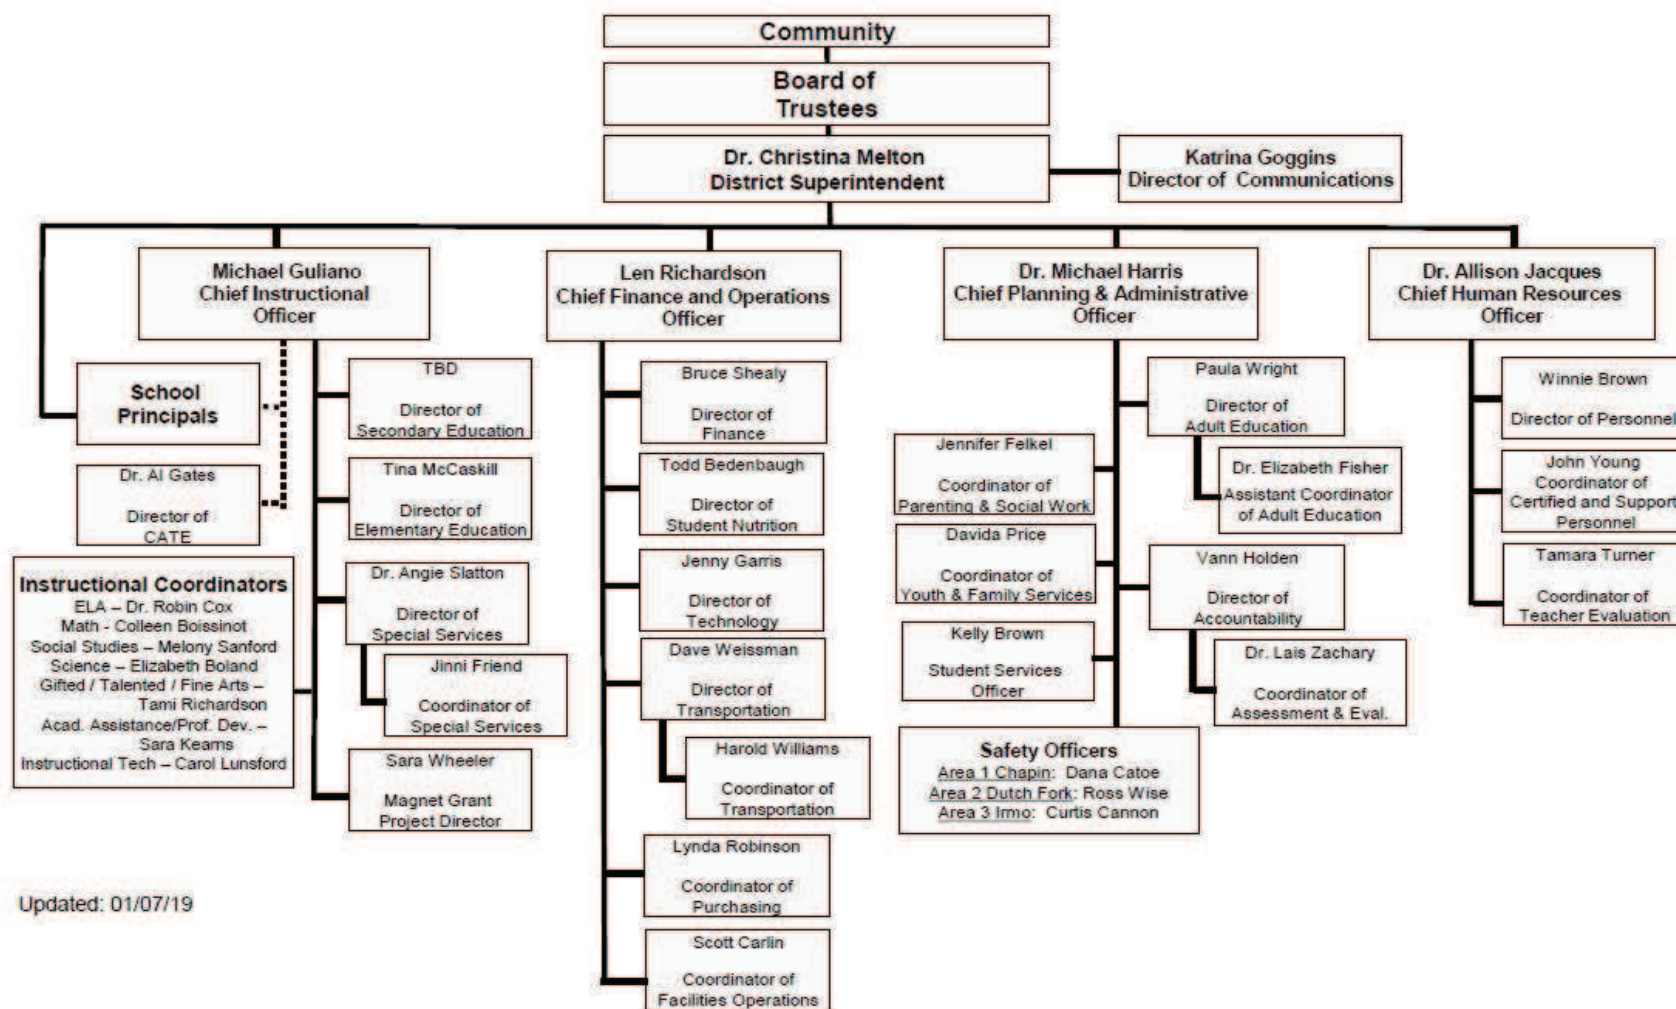 Community
Board of
Trustees
Dr. Christina Melton
District Superintendent
Katrina Goggins
Director of Communications
Michael Guliano
Chief Instructional
Officer
Len Richardson
Chief Finance and Operations
Officer
Dr. Michael Harris
Chief Planning & Administrative
Officer
Dr. Allison Jacques
Chief Human Resources
Officer
School
Principals
Dr. Al Gates
Director of
CATE
Instructional Coordinators
ELA – Dr. Robin Cox
Math - Colleen Boissinot
Social Studies – Melony Sanford
Science – Elizabeth Boland
Gifted / Talented / Fine Arts –
Tami Richardson
Acad. Assistance/Prof. Dev. –
Sara Kearns
Instructional Tech – Carol Lunsford
TBD
Director of
Secondary Education
Tina McCaskill
Director of
Elementary Education
Dr. Angie Slatton
Director of
Special Services
Jinni Friend
Coordinator of
Special Services
Sara Wheeler
Magnet Grant
Project Director
Bruce Shealy
Director of
Finance
Todd Bedenbaugh
Director of
Student Nutrition
Jenny Garris
Director of
Technology
Dave Weissman
Director of
Transportation
Harold Williams
Coordinator of
Transportation
Lynda Robinson
Coordinator of
Purchasing
Scott Carlin
Coordinator of
Facilities Operations
Jennifer Felkel
Coordinator of
Parenting & Social Work
Davida Price
Coordinator of
Youth & Family Services
Kelly Brown
Student Services
Officer
Paula Wright
Director of
Adult Education
Dr. Elizabeth Fisher
Assistant Coordinator
of Adult Education
Vann Holden
Director of
Accountability
Dr. Lais Zachary
Coordinator of
Assessment & Eval.
Safety Officers
Area 1 Chapin: Dana Catoe
Area 2 Dutch Fork: Ross Wise
Area 3 Irmo: Curtis Cannon
Winnie Brown
Director of Personnel
John Young
Coordinator of
Certified and Support
Personnel
Tamara Turner
Coordinator of
Teacher Evaluation
Updated: 01/07/19